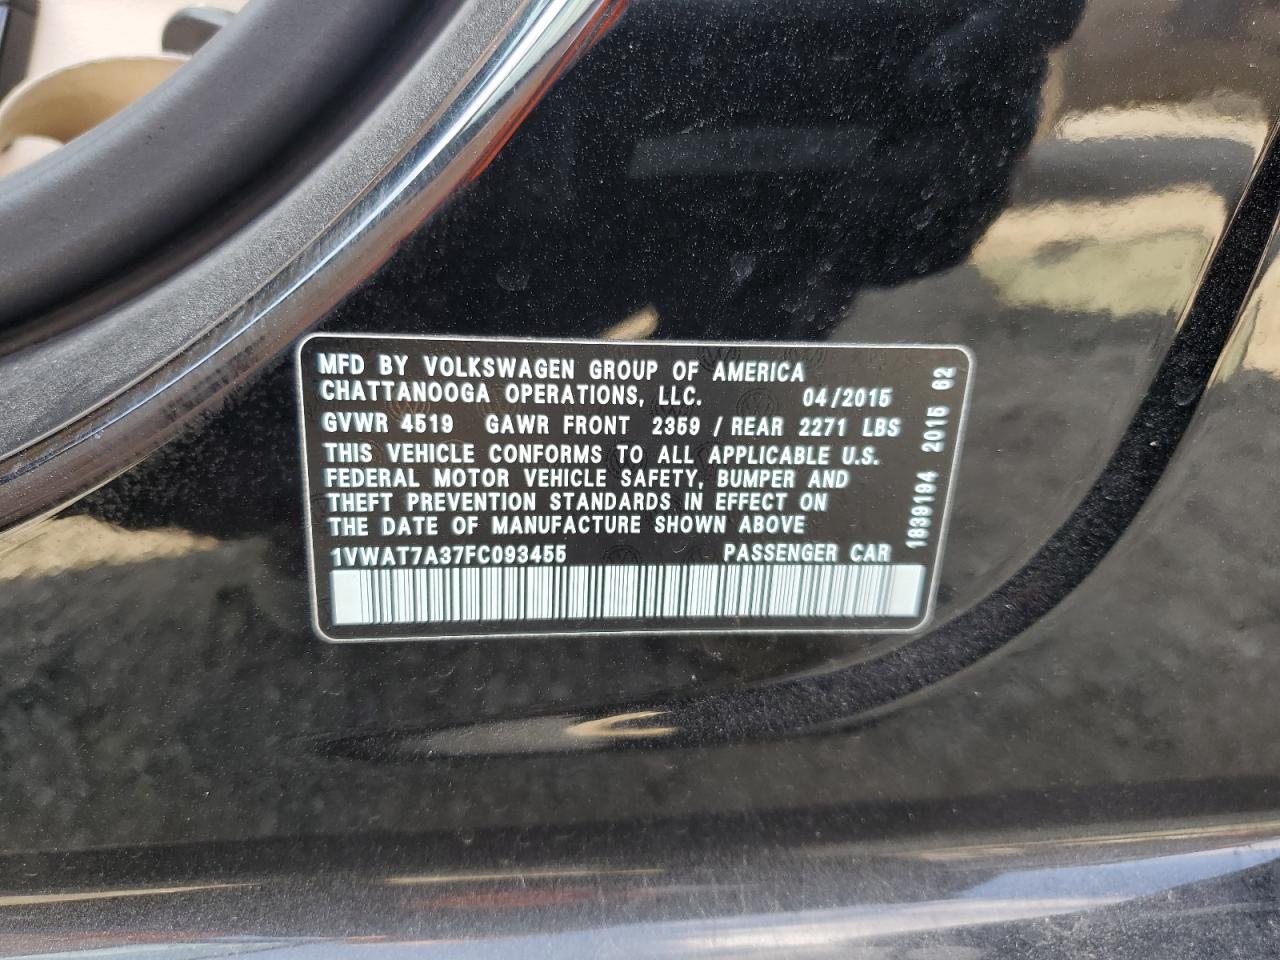 MFD BY VOLKSWAGEN GROUP OF AMERICA
CHATTANOOGA OPERATIONS, LLC. 04/2015
GVWR 4519 GAWR FRONT 2359 / REAR 2271 LBS
THIS VEHICLE CONFORMS TO ALL APPLICABLE U.S.
FEDERAL MOTOR VEHICLE SAFETY, BUMPER AND
THEFT PREVENTION STANDARDS IN EFFECT ON
THE DATE OF MANUFACTURE SHOWN ABOVE
1VWAT7A37FC093455 PASSENGER CAR
1839194 2015 62